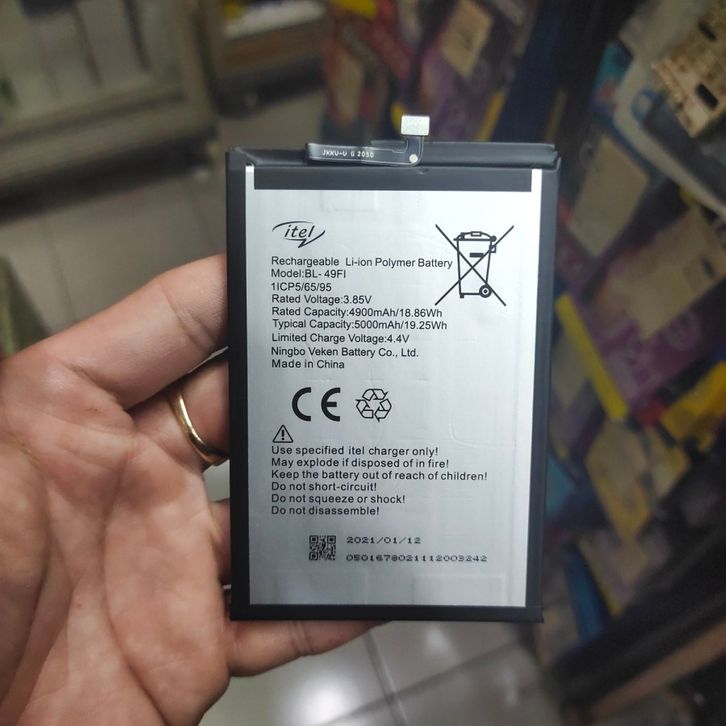 JKKU-U G 2050
itel
Rechargeable Li-ion Polymer Battery
Model:BL- 49FI
1ICP5/65/95
Rated Voltage:3.85V
Rated Capacity:4900mAh/18.86Wh
Typical Capacity:5000mAh/19.25Wh
Limited Charge Voltage:4.4V
Ningbo Veken Battery Co., Ltd.
Made in China
CE
Use specified itel charger only!
May explode if disposed of in fire!
Keep the battery out of reach of children!
Do not short-circuit!
Do not squeeze or shock!
Do not disassemble!
2021/01/12
0501678021112003242